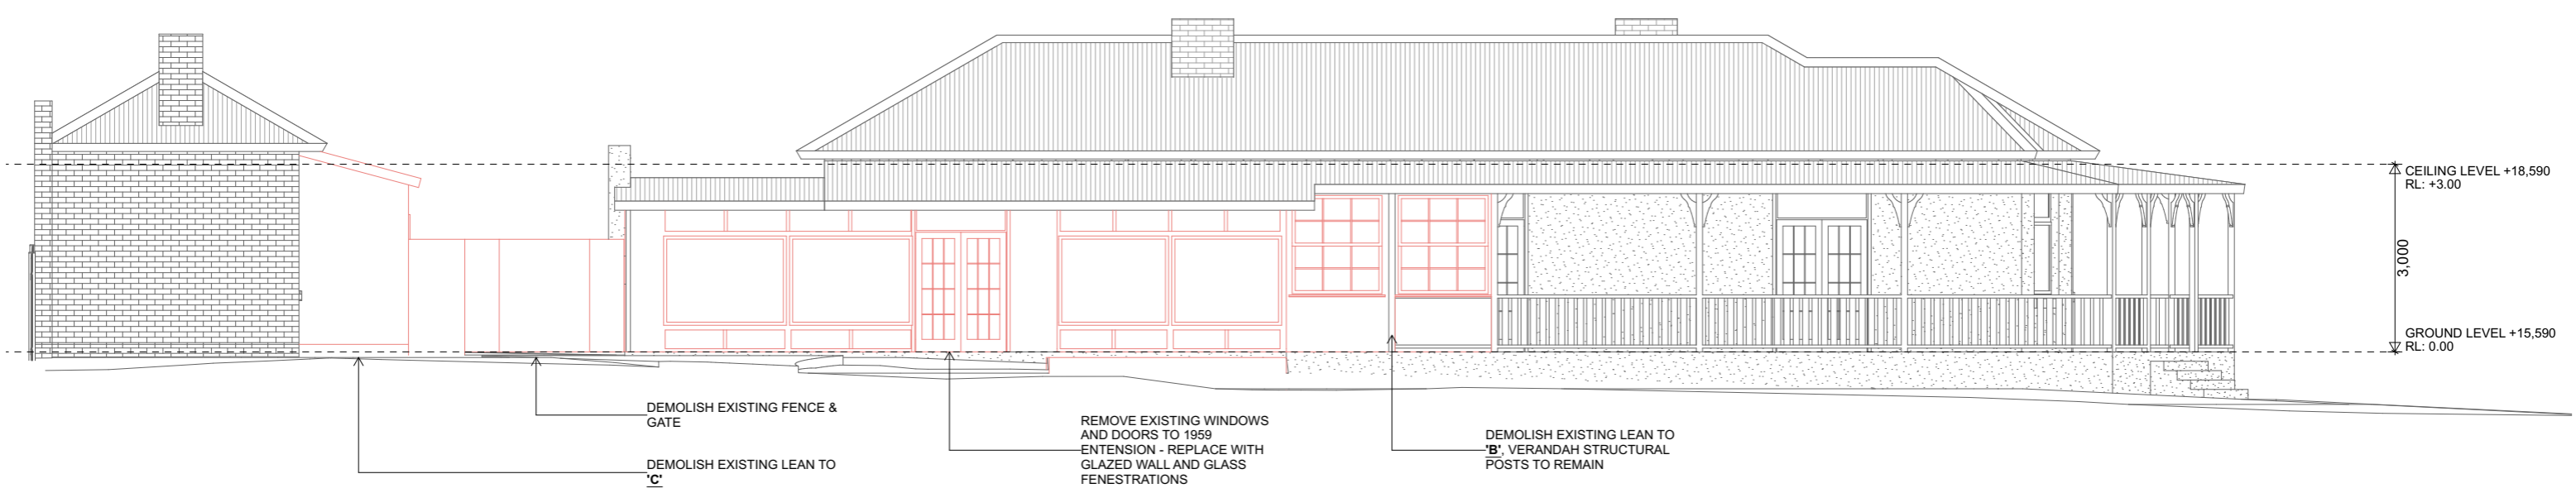 CEILING LEVEL +18,590
RL: +3.00
3,000
GROUND LEVEL +15,590
RL: 0.00
DEMOLISH EXISTING FENCE &
GATE
DEMOLISH EXISTING LEAN TO
'C'
REMOVE EXISTING WINDOWS
AND DOORS TO 1959
ENTENSION - REPLACE WITH
GLAZED WALL AND GLASS
FENESTRATIONS
DEMOLISH EXISTING LEAN TO
'B', VERANDAH STRUCTURAL
POSTS TO REMAIN